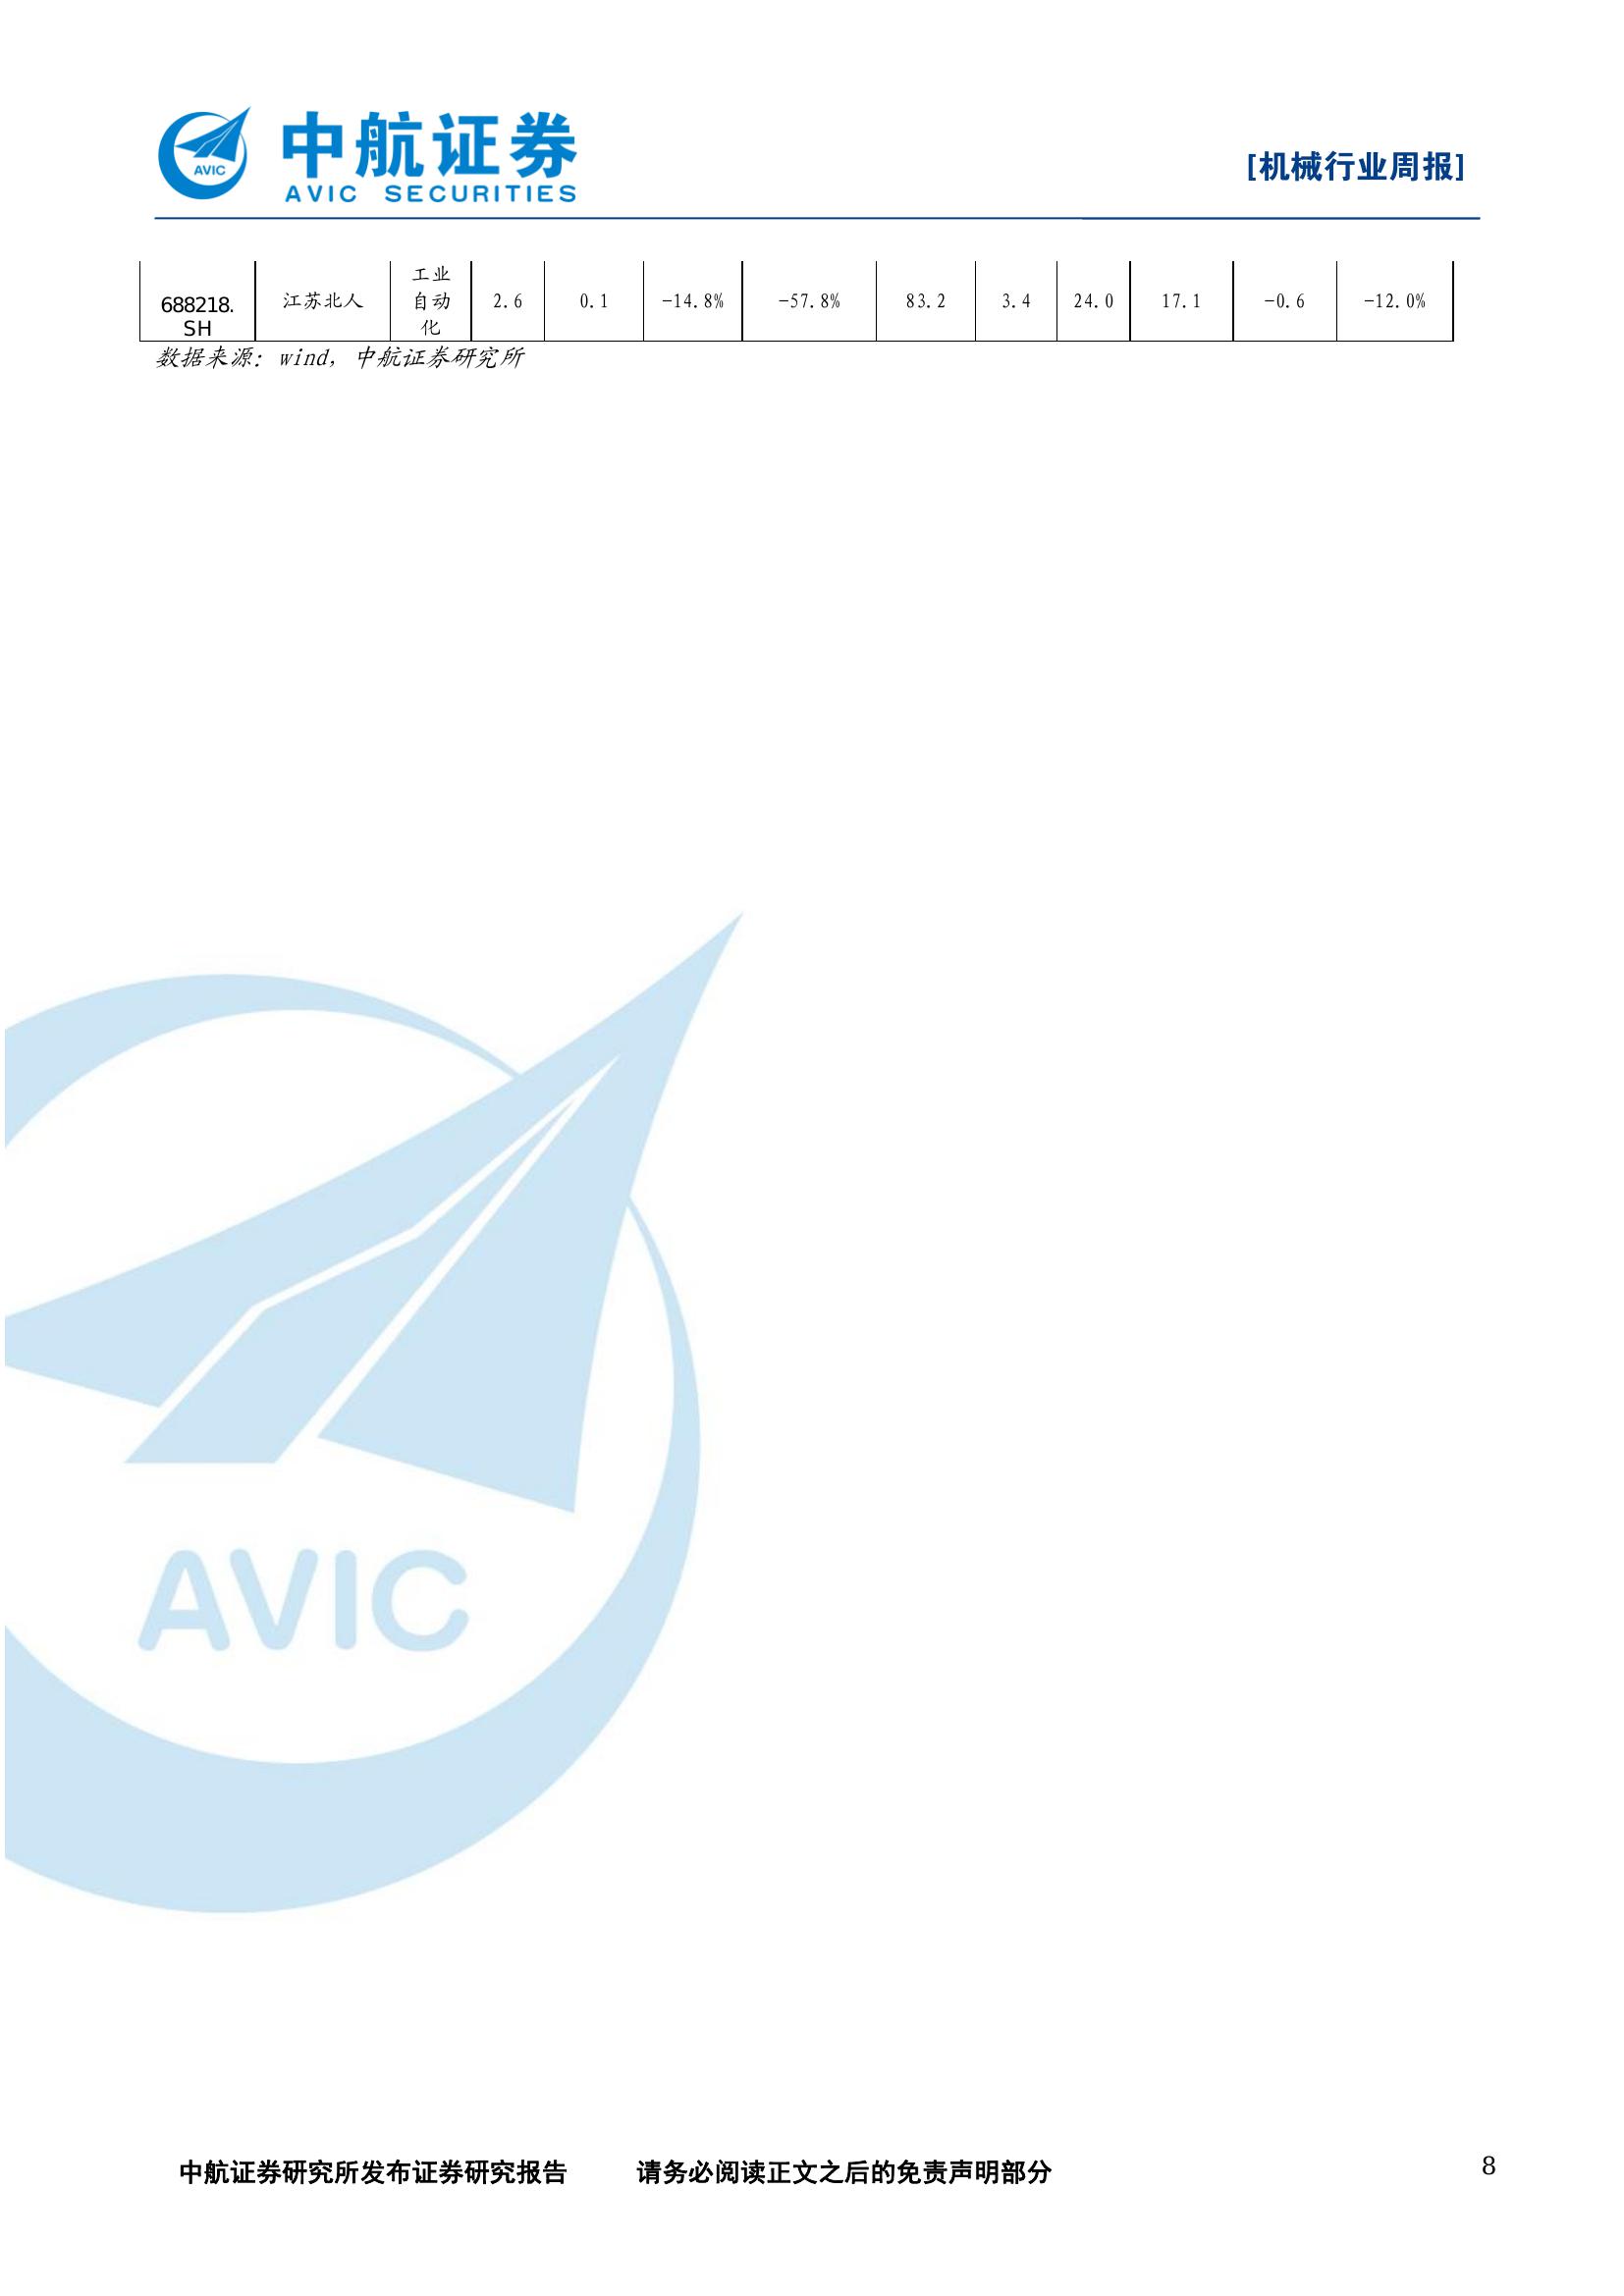 AVIC
中航证券
AVIC SECURITIES
[机械行业周报]
688218.SH 江苏北人 工业自动化 2.6 0.1 -14.8% -57.8% 83.2 3.4 24.0 17.1 -0.6 -12.0%
数据来源：wind，中航证券研究所
AVIC
中航证券研究所发布证券研究报告 请务必阅读正文之后的免责声明部分 8